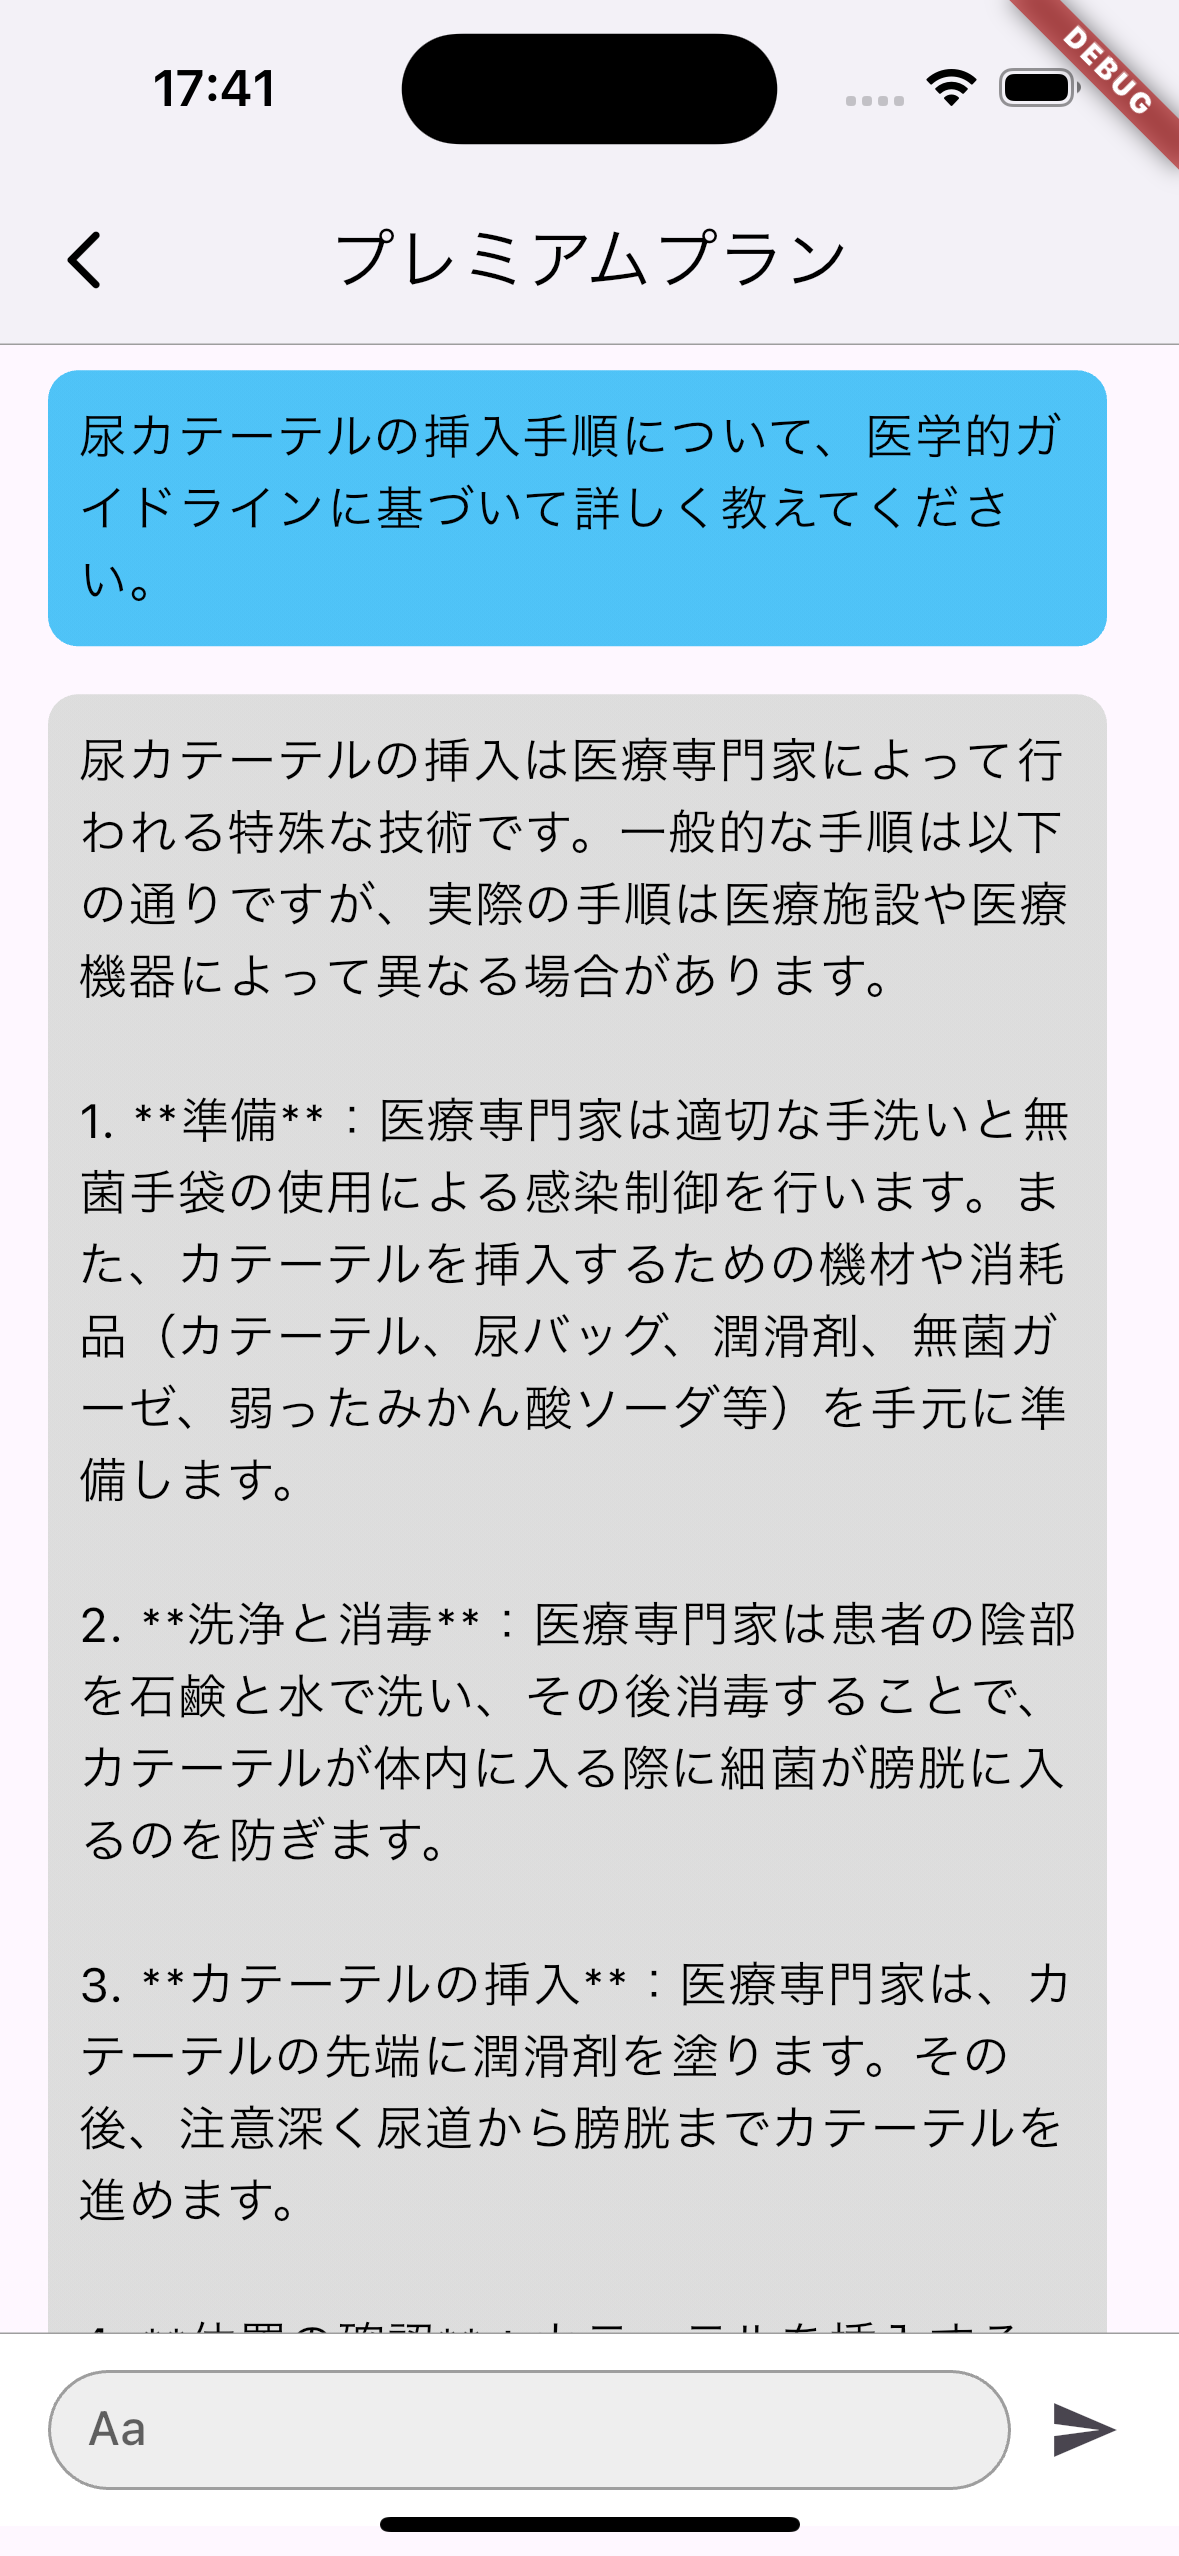 17:41
DEBUG
プレミアムプラン
尿カテーテルの挿入手順について、医学的ガ
イドラインに基づいて詳しく教えてくださ
い。
尿カテーテルの挿入は医療専門家によって行
われる特殊な技術です。一般的な手順は以下
の通りですが、実際の手順は医療施設や医療
機器によって異なる場合があります。
1. **準備**：医療専門家は適切な手洗いと無
菌手袋の使用による感染制御を行います。ま
た、カテーテルを挿入するための機材や消耗
品（カテーテル、尿バッグ、潤滑剤、無菌ガ
ーゼ、弱ったみかん酸ソーダ等）を手元に準
備します。
2. **洗浄と消毒**：医療専門家は患者の陰部
を石鹸と水で洗い、その後消毒することで、
カテーテルが体内に入る際に細菌が膀胱に入
るのを防ぎます。
3. **カテーテルの挿入**：医療専門家は、カ
テーテルの先端に潤滑剤を塗ります。その
後、注意深く尿道から膀胱までカテーテルを
進めます。
4. **位置の確認**：カテーテルを挿入する
Aa